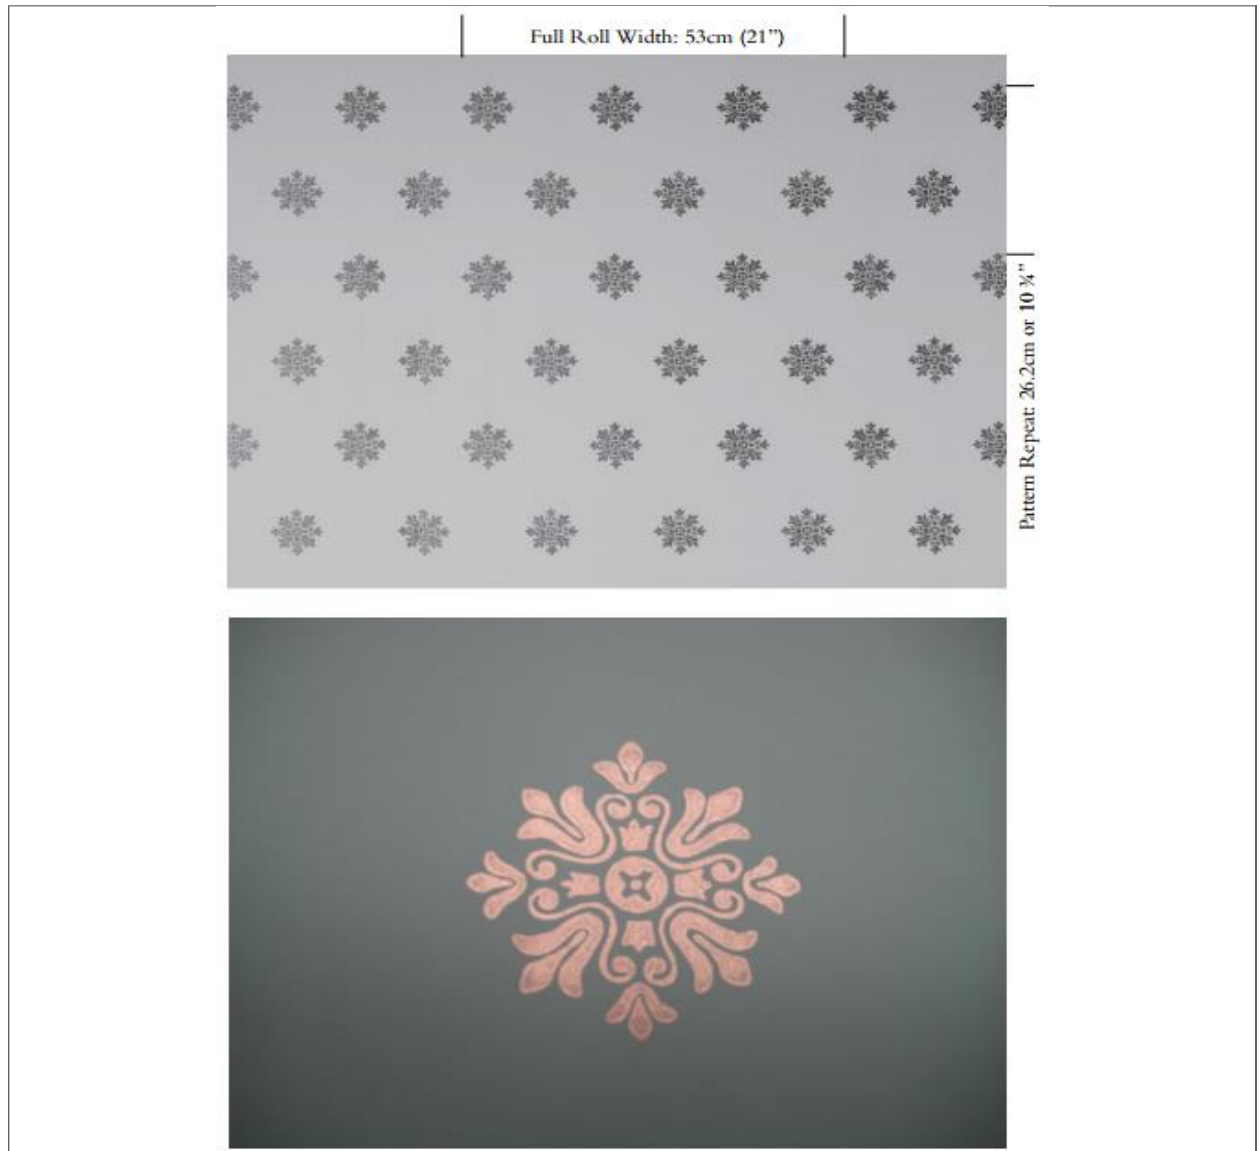 Full Roll Width: 53cm (21”)
Pattern Repeat: 26.2cm or 10 ¾”